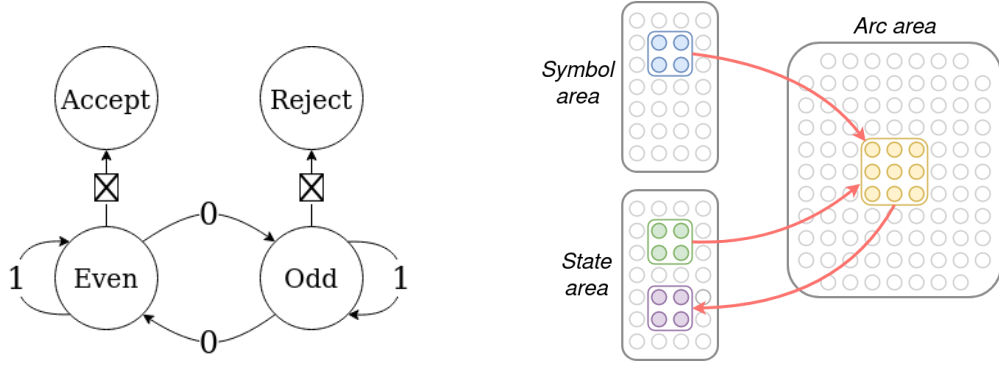 Accept
Reject
0
1
Even
Odd
1
0
Symbol
area
Arc area
State
area